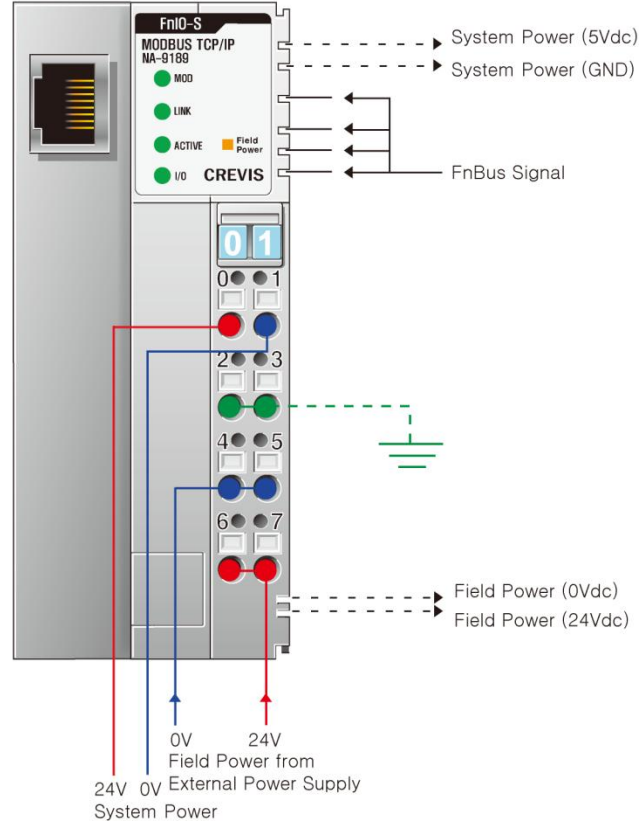 FnIO-S
MODBUS TCP/IP
NA-9189
MOD
LINK
ACTIVE
Field
Power
I/O
CREVIS
System Power (5Vdc)
System Power (GND)
FnBus Signal
0 1
0 1
2 3
4 5
6 7
Field Power (0Vdc)
Field Power (24Vdc)
0V 24V
Field Power from
External Power Supply
24V 0V
System Power